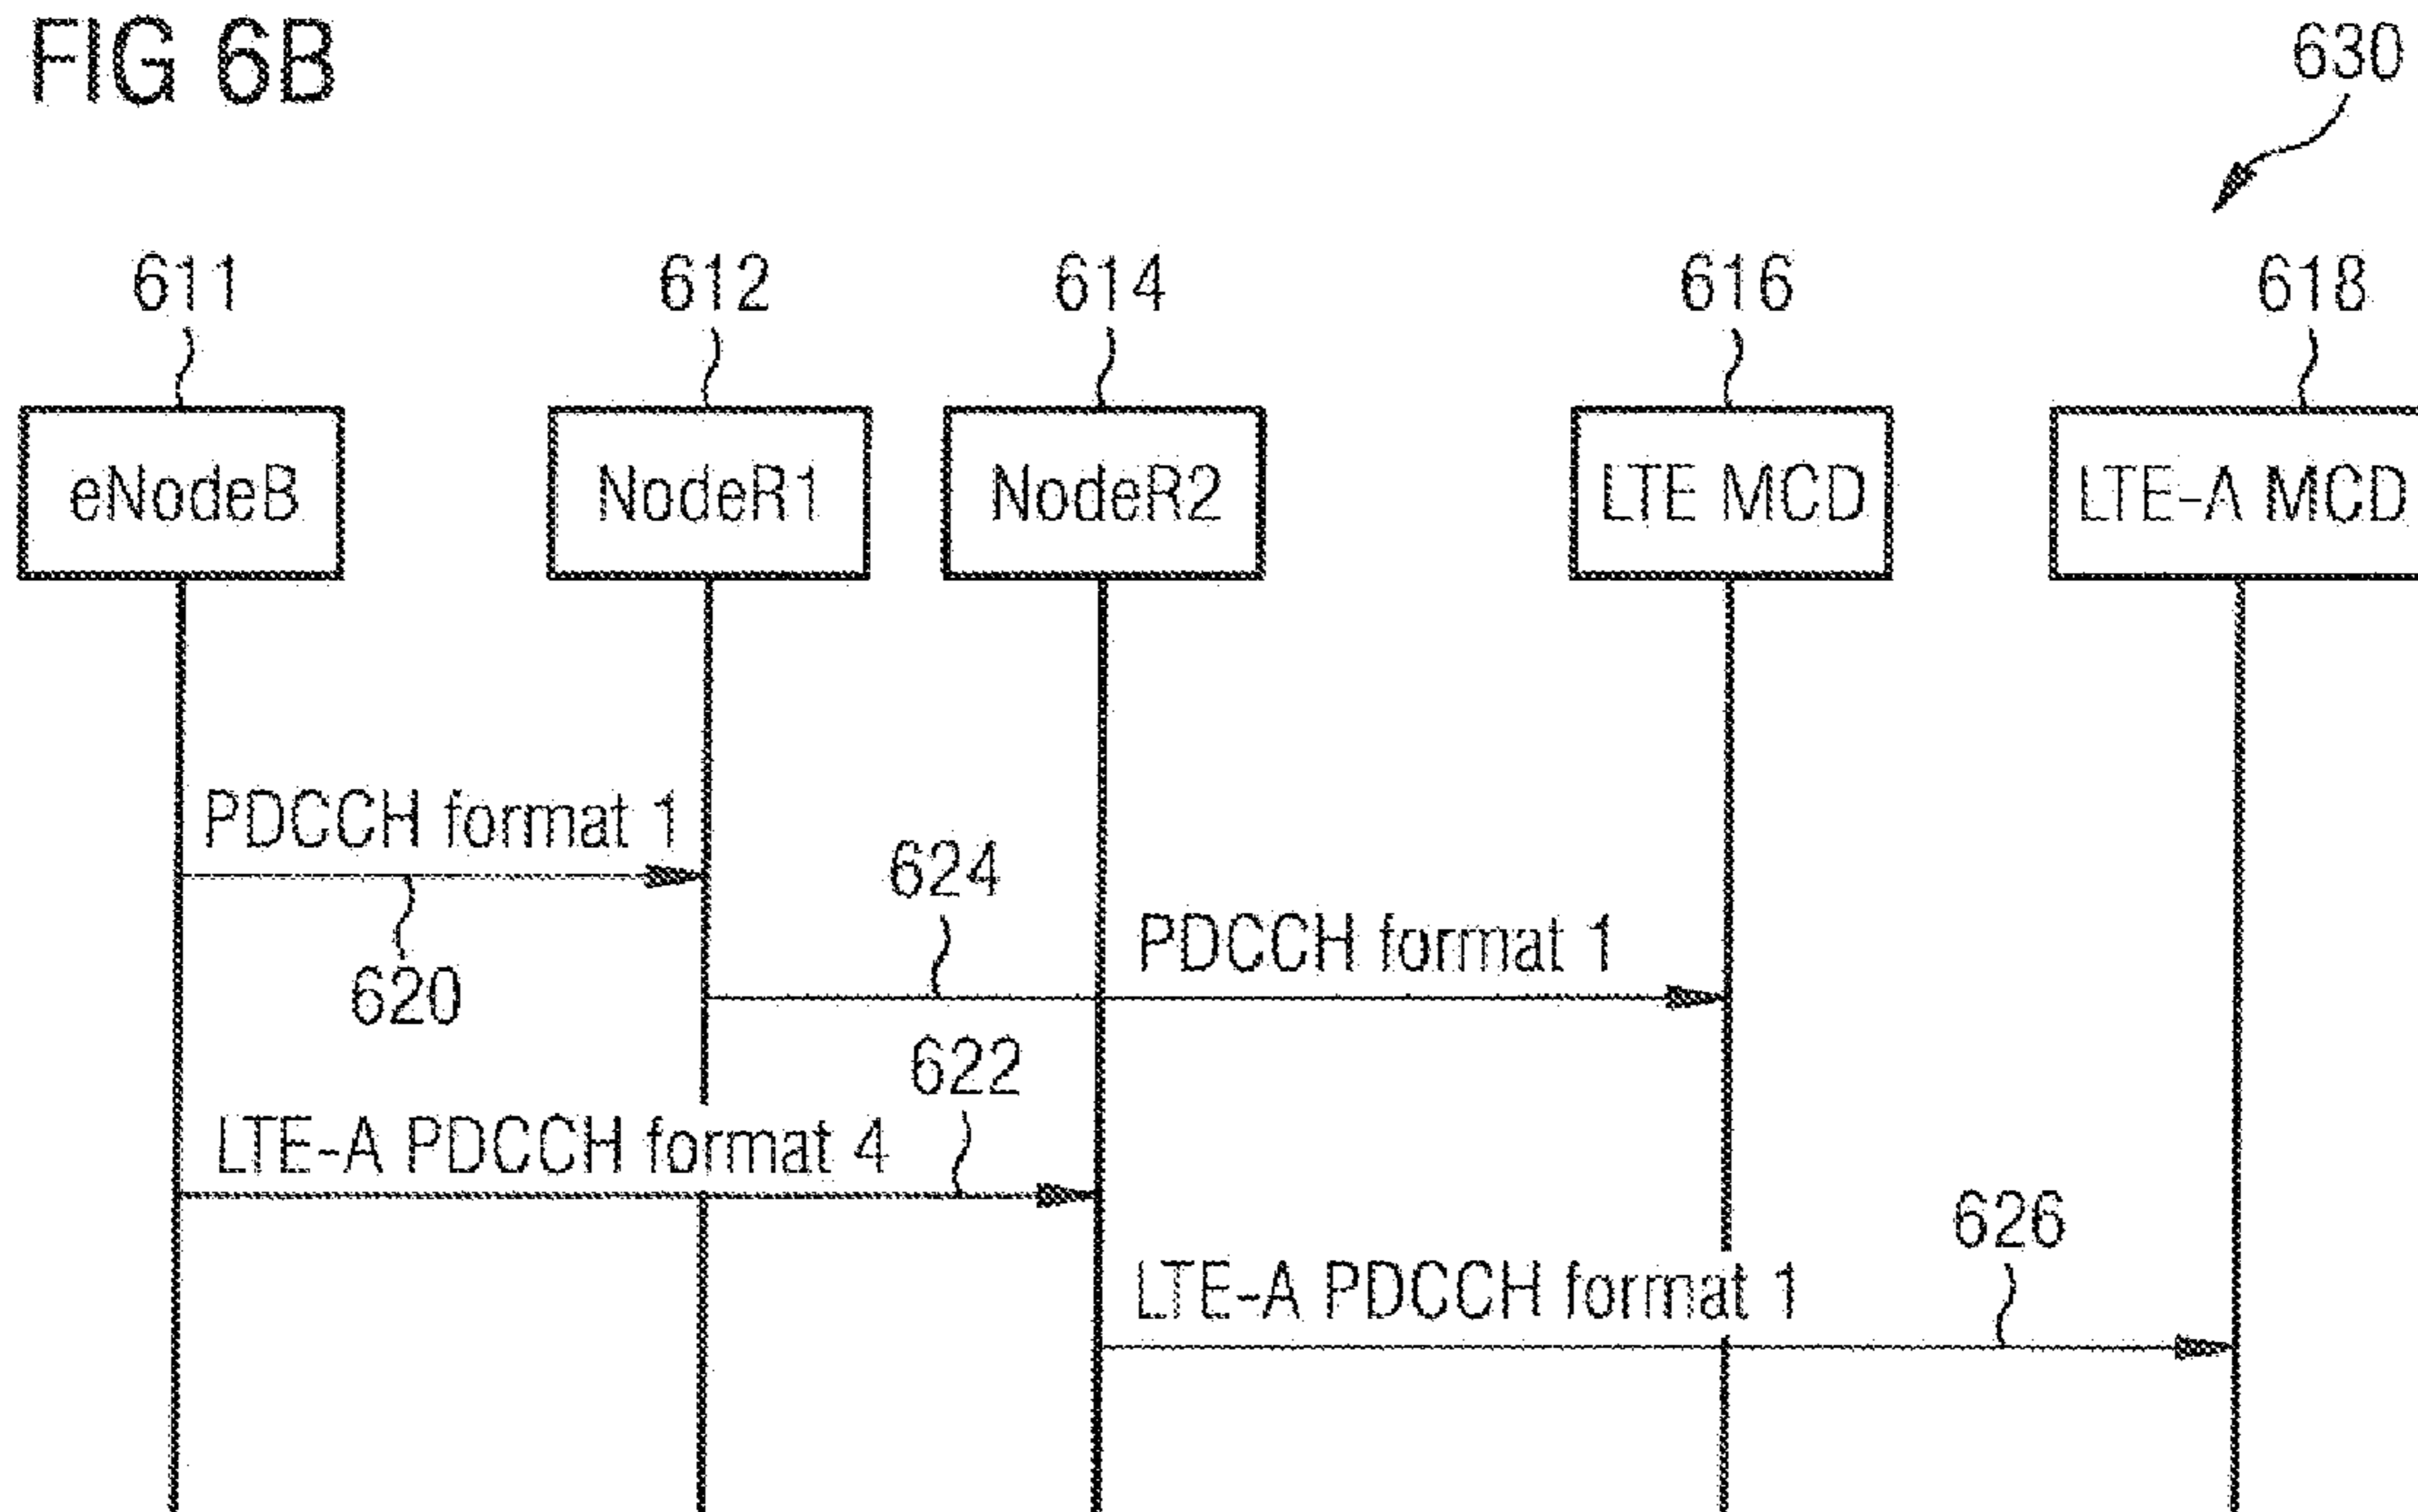 FIG 6B
630
611
612
614
616
618
eNodeB
NodeR1
NodeR2
LTE MCD
LTE-A MCD
PDCCH format 1
620
624
PDCCH format 1
622
LTE-A PDCCH format 4
626
LTE-A PDCCH format 1